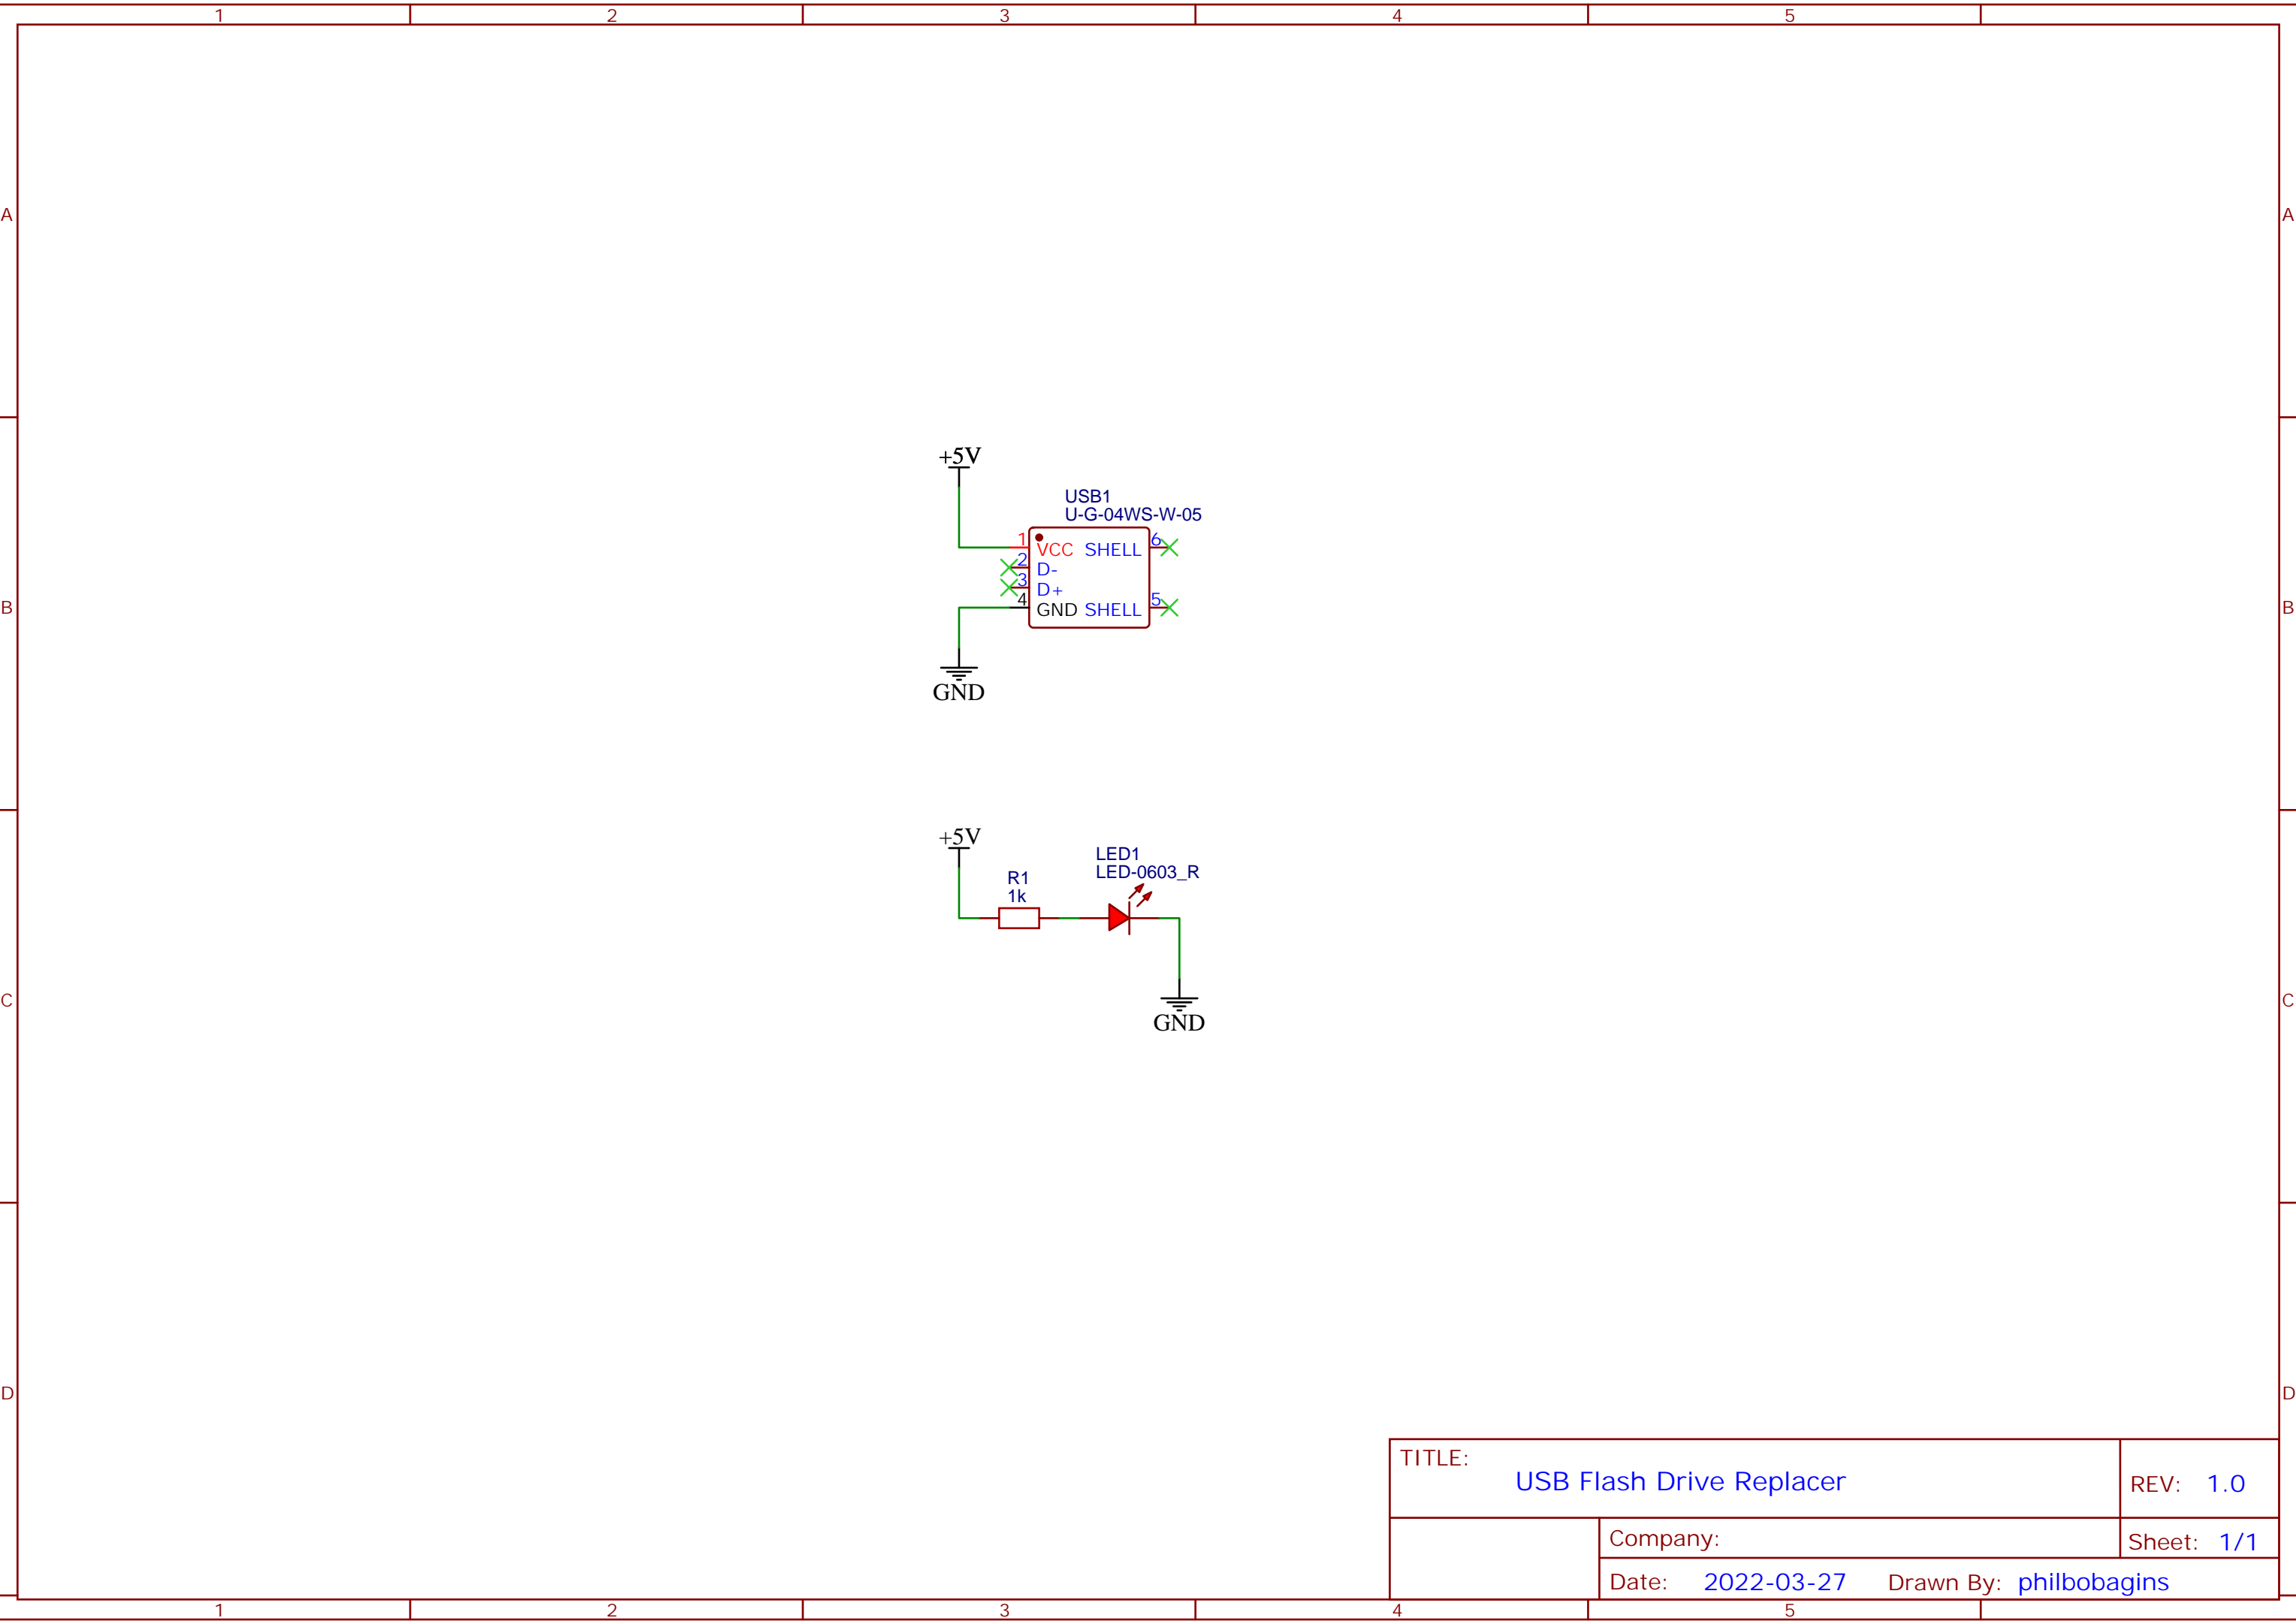 1 2 3 4 5
A A
+5V
USB1
U-G-04WS-W-05
1 VCC SHELL 6
2 D-
3 D+
4 GND SHELL 5
B B
GND
+5V
LED1
LED-0603_R
R1
1k
C C
GND
D D
TITLE:
USB Flash Drive Replacer
REV: 1.0
Company:
Sheet: 1/1
Date: 2022-03-27 Drawn By: philbobagins
1 2 3 4 5